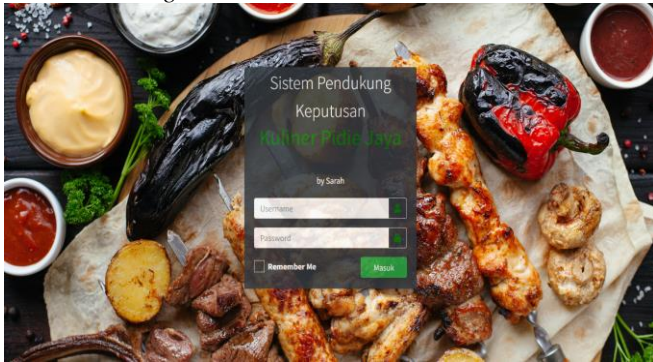 Sistem Pendukung
Keputusan
Kuliner Pidie Jaya
by Sarah
Username
Password
Remember Me
Masuk